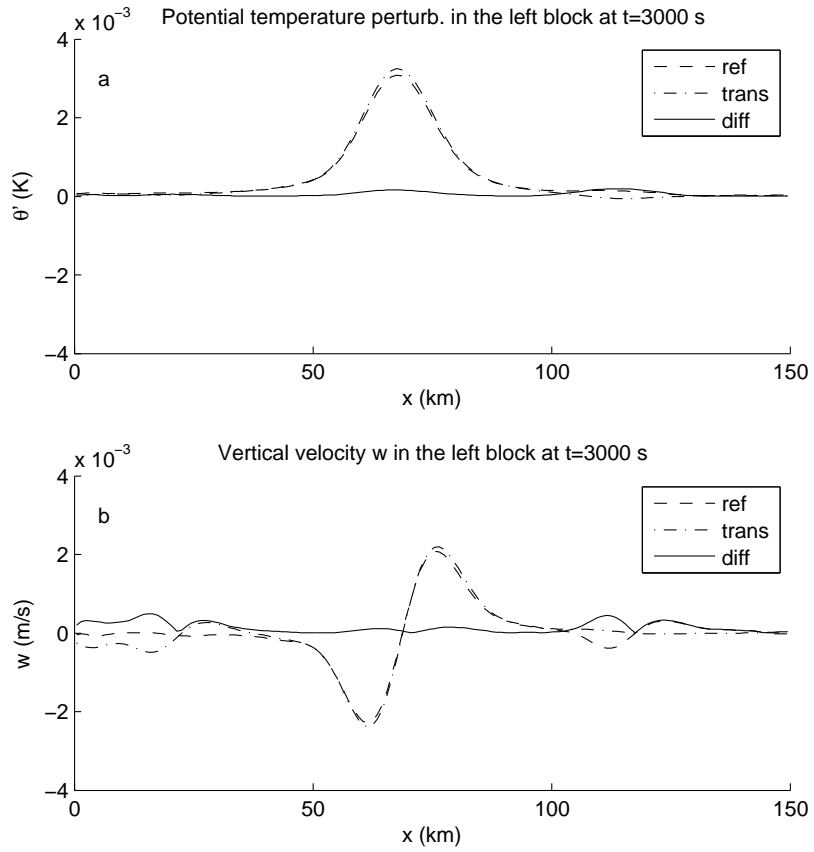 Potential temperature perturb. in the left block at t=3000 s
x 10⁻³
4
2
0
−2
−4
θ' (K)
a
ref
trans
diff
0
50
100
150
x (km)
Vertical velocity w in the left block at t=3000 s
x 10⁻³
4
2
0
−2
−4
w (m/s)
b
ref
trans
diff
0
50
100
150
x (km)